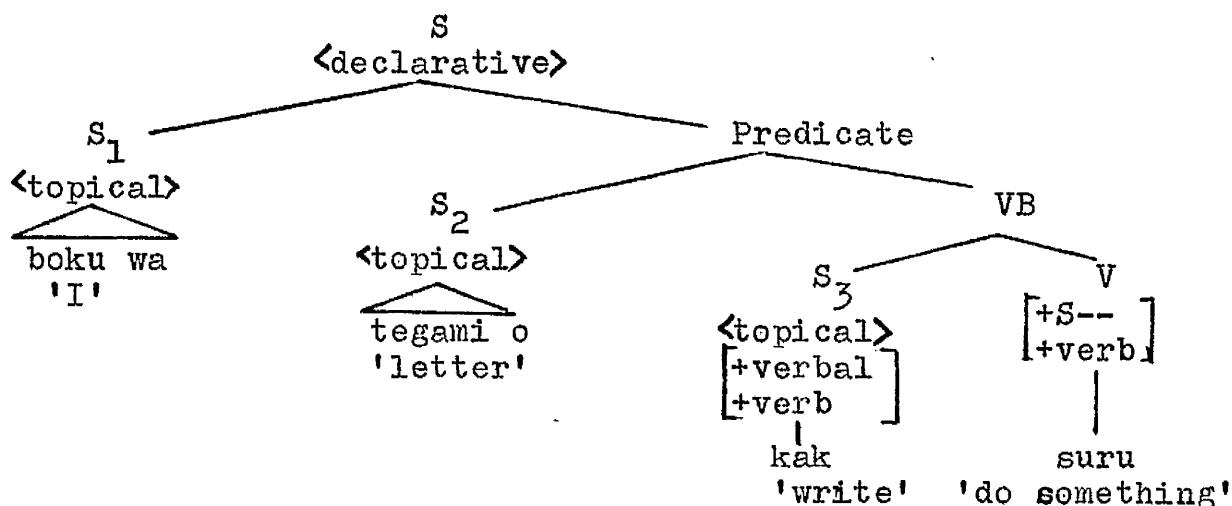 S
<declarative>
S1 Predicate
<topical>
S2 VB
boku wa <topical> S3 V
'I' <topical> [+S--
tegami o [+verbal +verb]
'letter' +verb]
kak suru
'write' 'do something'